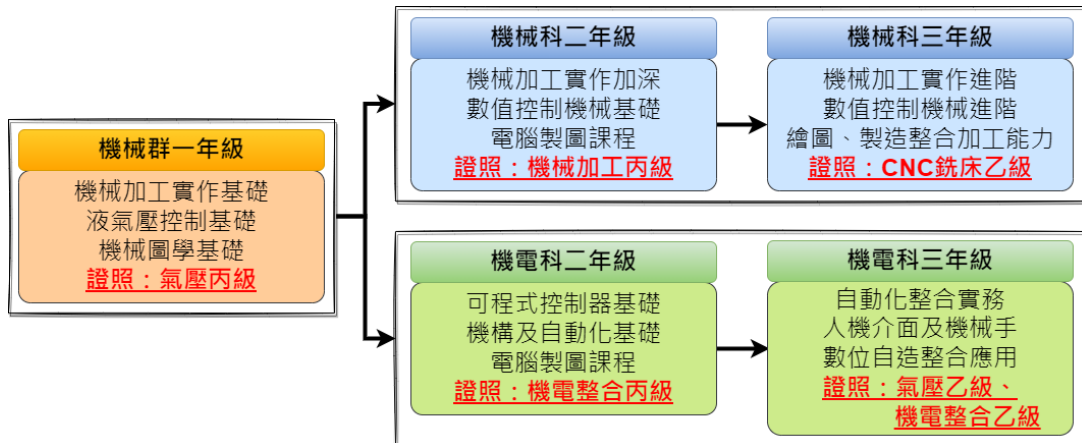 機械群一年級
機械加工實作基礎
液氣壓控制基礎
機械圖學基礎
證照：氣壓丙級
機械科二年級
機械加工實作加深
數值控制機械基礎
電腦製圖課程
證照：機械加工丙級
機械科三年級
機械加工實作進階
數值控制機械進階
繪圖、製造整合加工能力
證照：CNC銑床乙級
機電科二年級
可程式控制器基礎
機構及自動化基礎
電腦製圖課程
證照：機電整合丙級
機電科三年級
自動化整合實務
人機介面及機械手
數位自造整合應用
證照：氣壓乙級、
機電整合乙級